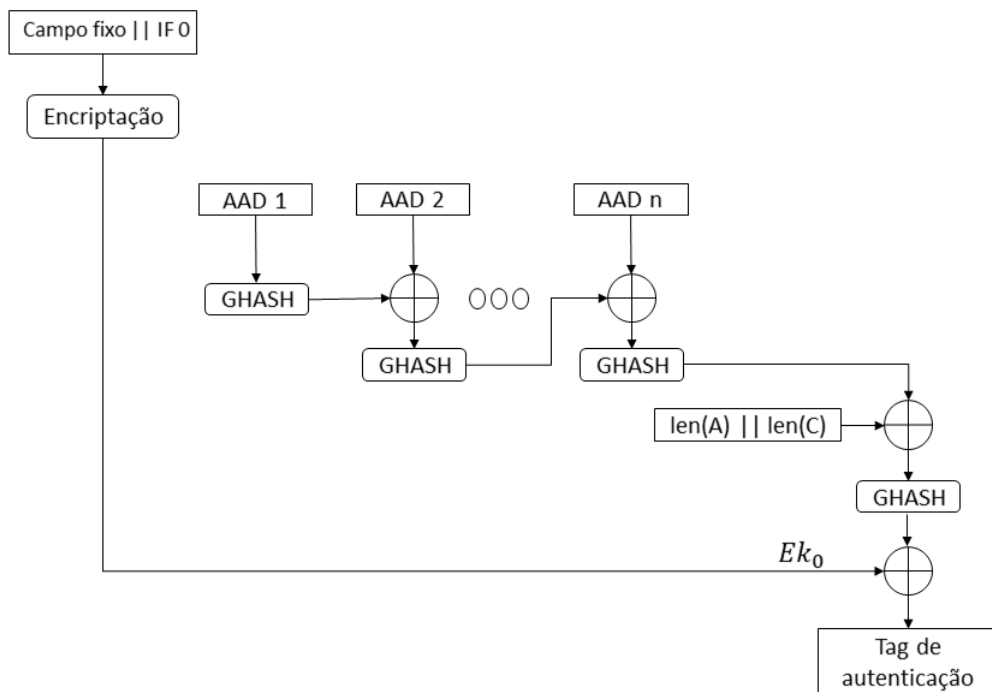 Campo fixo || IF 0
Encriptação
AAD 1
AAD 2
AAD n
GHASH
GHASH
GHASH
len(A) || len(C)
GHASH
Ek₀
Tag de
autenticação